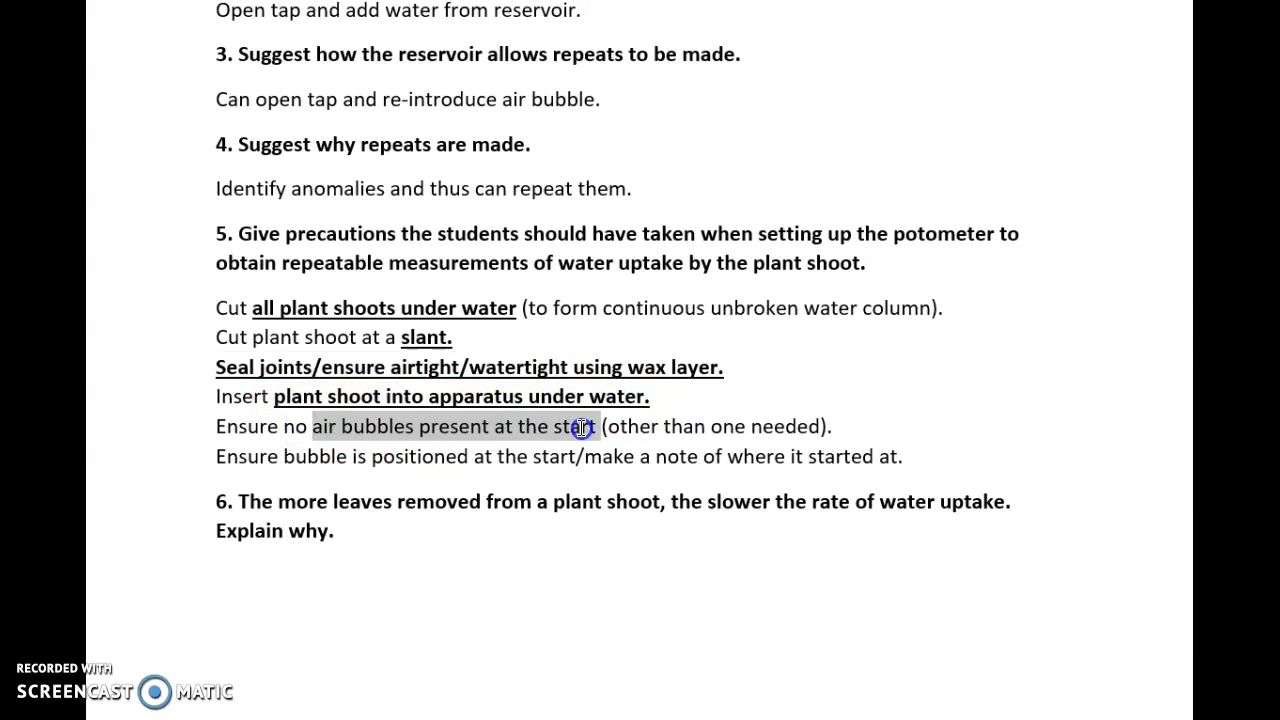 Open tap and add water from reservoir.
3. Suggest how the reservoir allows repeats to be made.
Can open tap and re-introduce air bubble.
4. Suggest why repeats are made.
Identify anomalies and thus can repeat them.
5. Give precautions the students should have taken when setting up the potometer to
obtain repeatable measurements of water uptake by the plant shoot.
Cut all plant shoots under water (to form continuous unbroken water column).
Cut plant shoot at a slant.
Seal joints/ensure airtight/watertight using wax layer.
Insert plant shoot into apparatus under water.
Ensure no air bubbles present at the start (other than one needed).
Ensure bubble is positioned at the start/make a note of where it started at.
6. The more leaves removed from a plant shoot, the slower the rate of water uptake.
Explain why.
RECORDED WITH
SCREENCAST MATIC